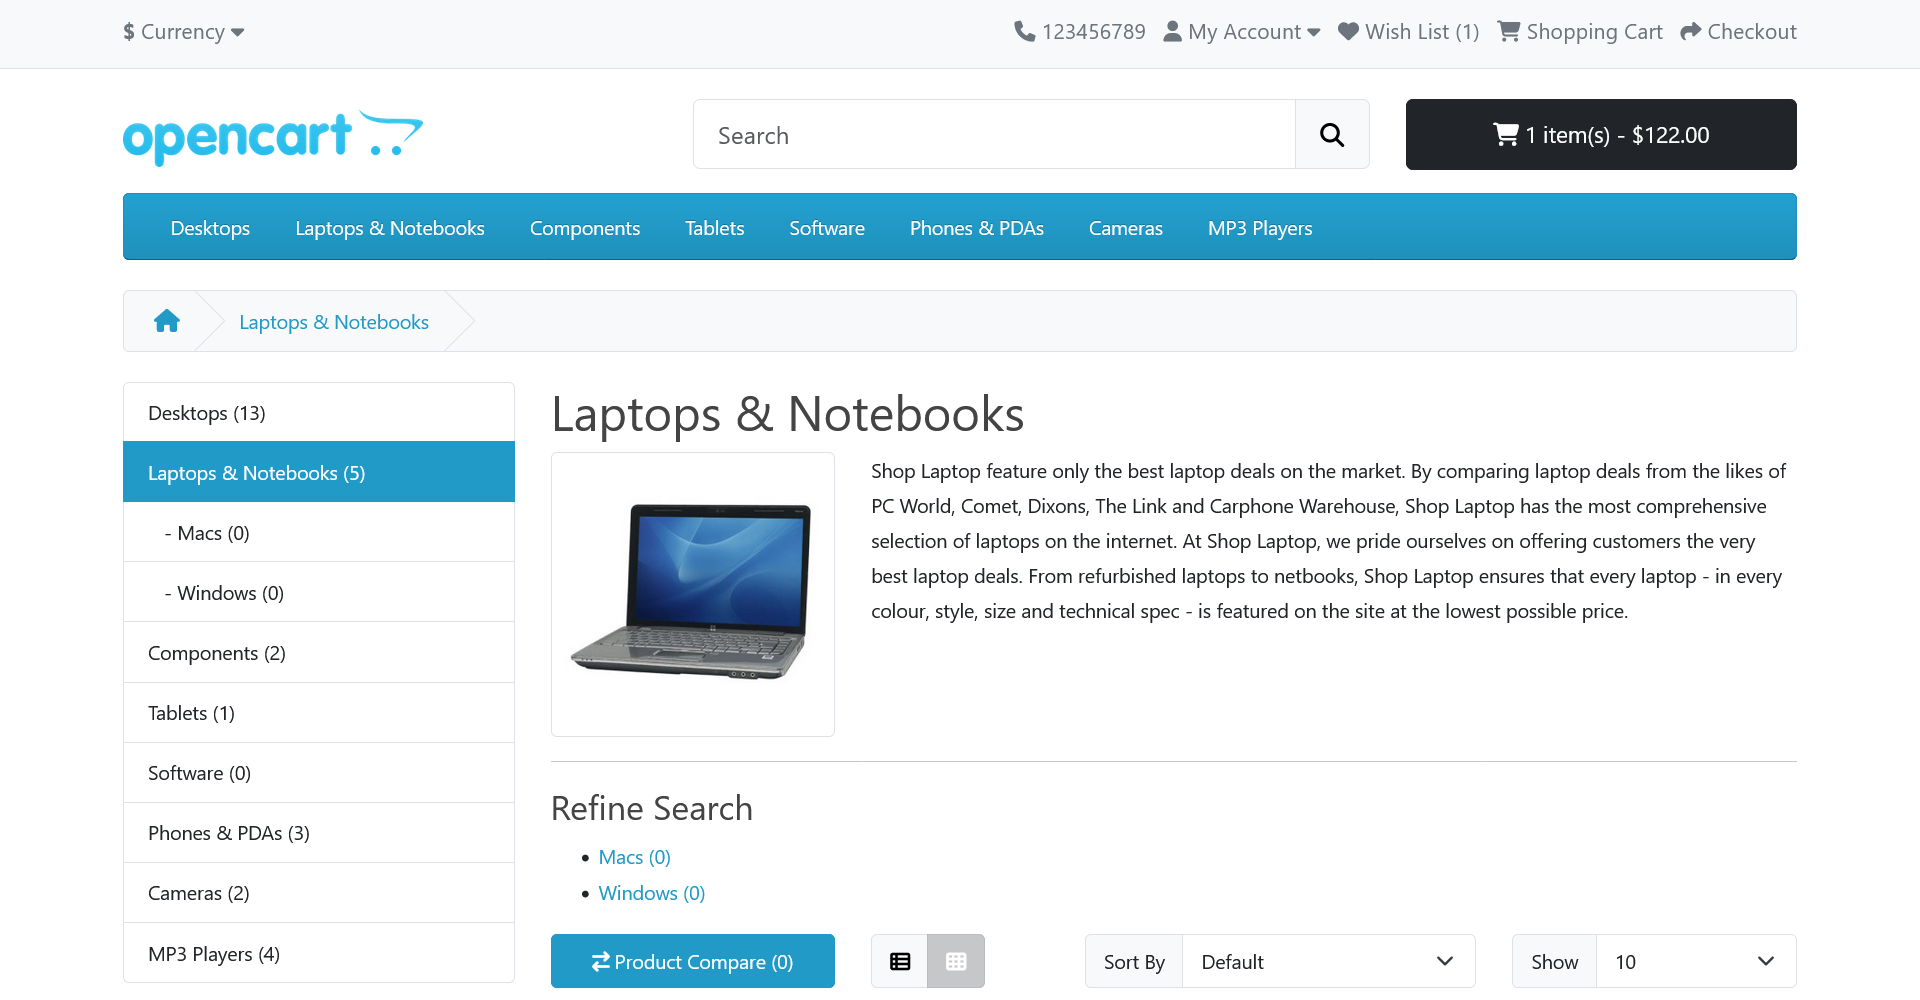 $ Currency
123456789 My Account Wish List (1) Shopping Cart Checkout
opencart
Search
1 item(s) - $122.00
Desktops Laptops & Notebooks Components Tablets Software Phones & PDAs Cameras MP3 Players
Laptops & Notebooks
Desktops (13)
Laptops & Notebooks (5)
- Macs (0)
- Windows (0)
Components (2)
Tablets (1)
Software (0)
Phones & PDAs (3)
Cameras (2)
MP3 Players (4)
Laptops & Notebooks
Shop Laptop feature only the best laptop deals on the market. By comparing laptop deals from the likes of
PC World, Comet, Dixons, The Link and Carphone Warehouse, Shop Laptop has the most comprehensive
selection of laptops on the internet. At Shop Laptop, we pride ourselves on offering customers the very
best laptop deals. From refurbished laptops to netbooks, Shop Laptop ensures that every laptop - in every
colour, style, size and technical spec - is featured on the site at the lowest possible price.
Refine Search
Macs (0)
Windows (0)
Product Compare (0)
Sort By Default
Show 10